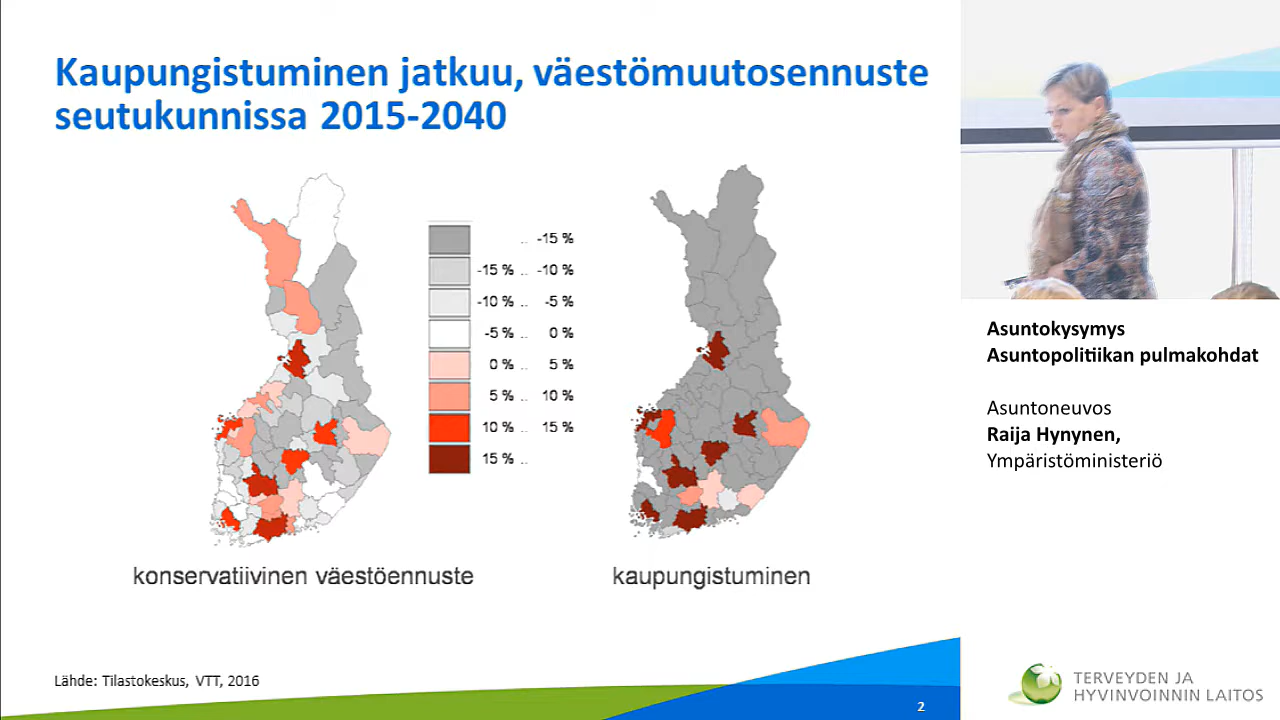 Kaupungistuminen jatkuu, väestömuutosennuste
seutukunnissa 2015-2040
.. -15 %
-15 % .. -10 %
-10 % .. -5 %
-5 % .. 0 %
0 % .. 5 %
5 % .. 10 %
10 % .. 15 %
15 % ..
konservatiivinen väestöennuste
kaupungistuminen
Lähde: Tilastokeskus, VTT, 2016
2
Asuntokysymys
Asuntopolitiikan pulmakohdat
Asuntoneuvos
Raija Hynynen,
Ympäristöministeriö
TERVEYDEN JA
HYVINVOINNIN LAITOS